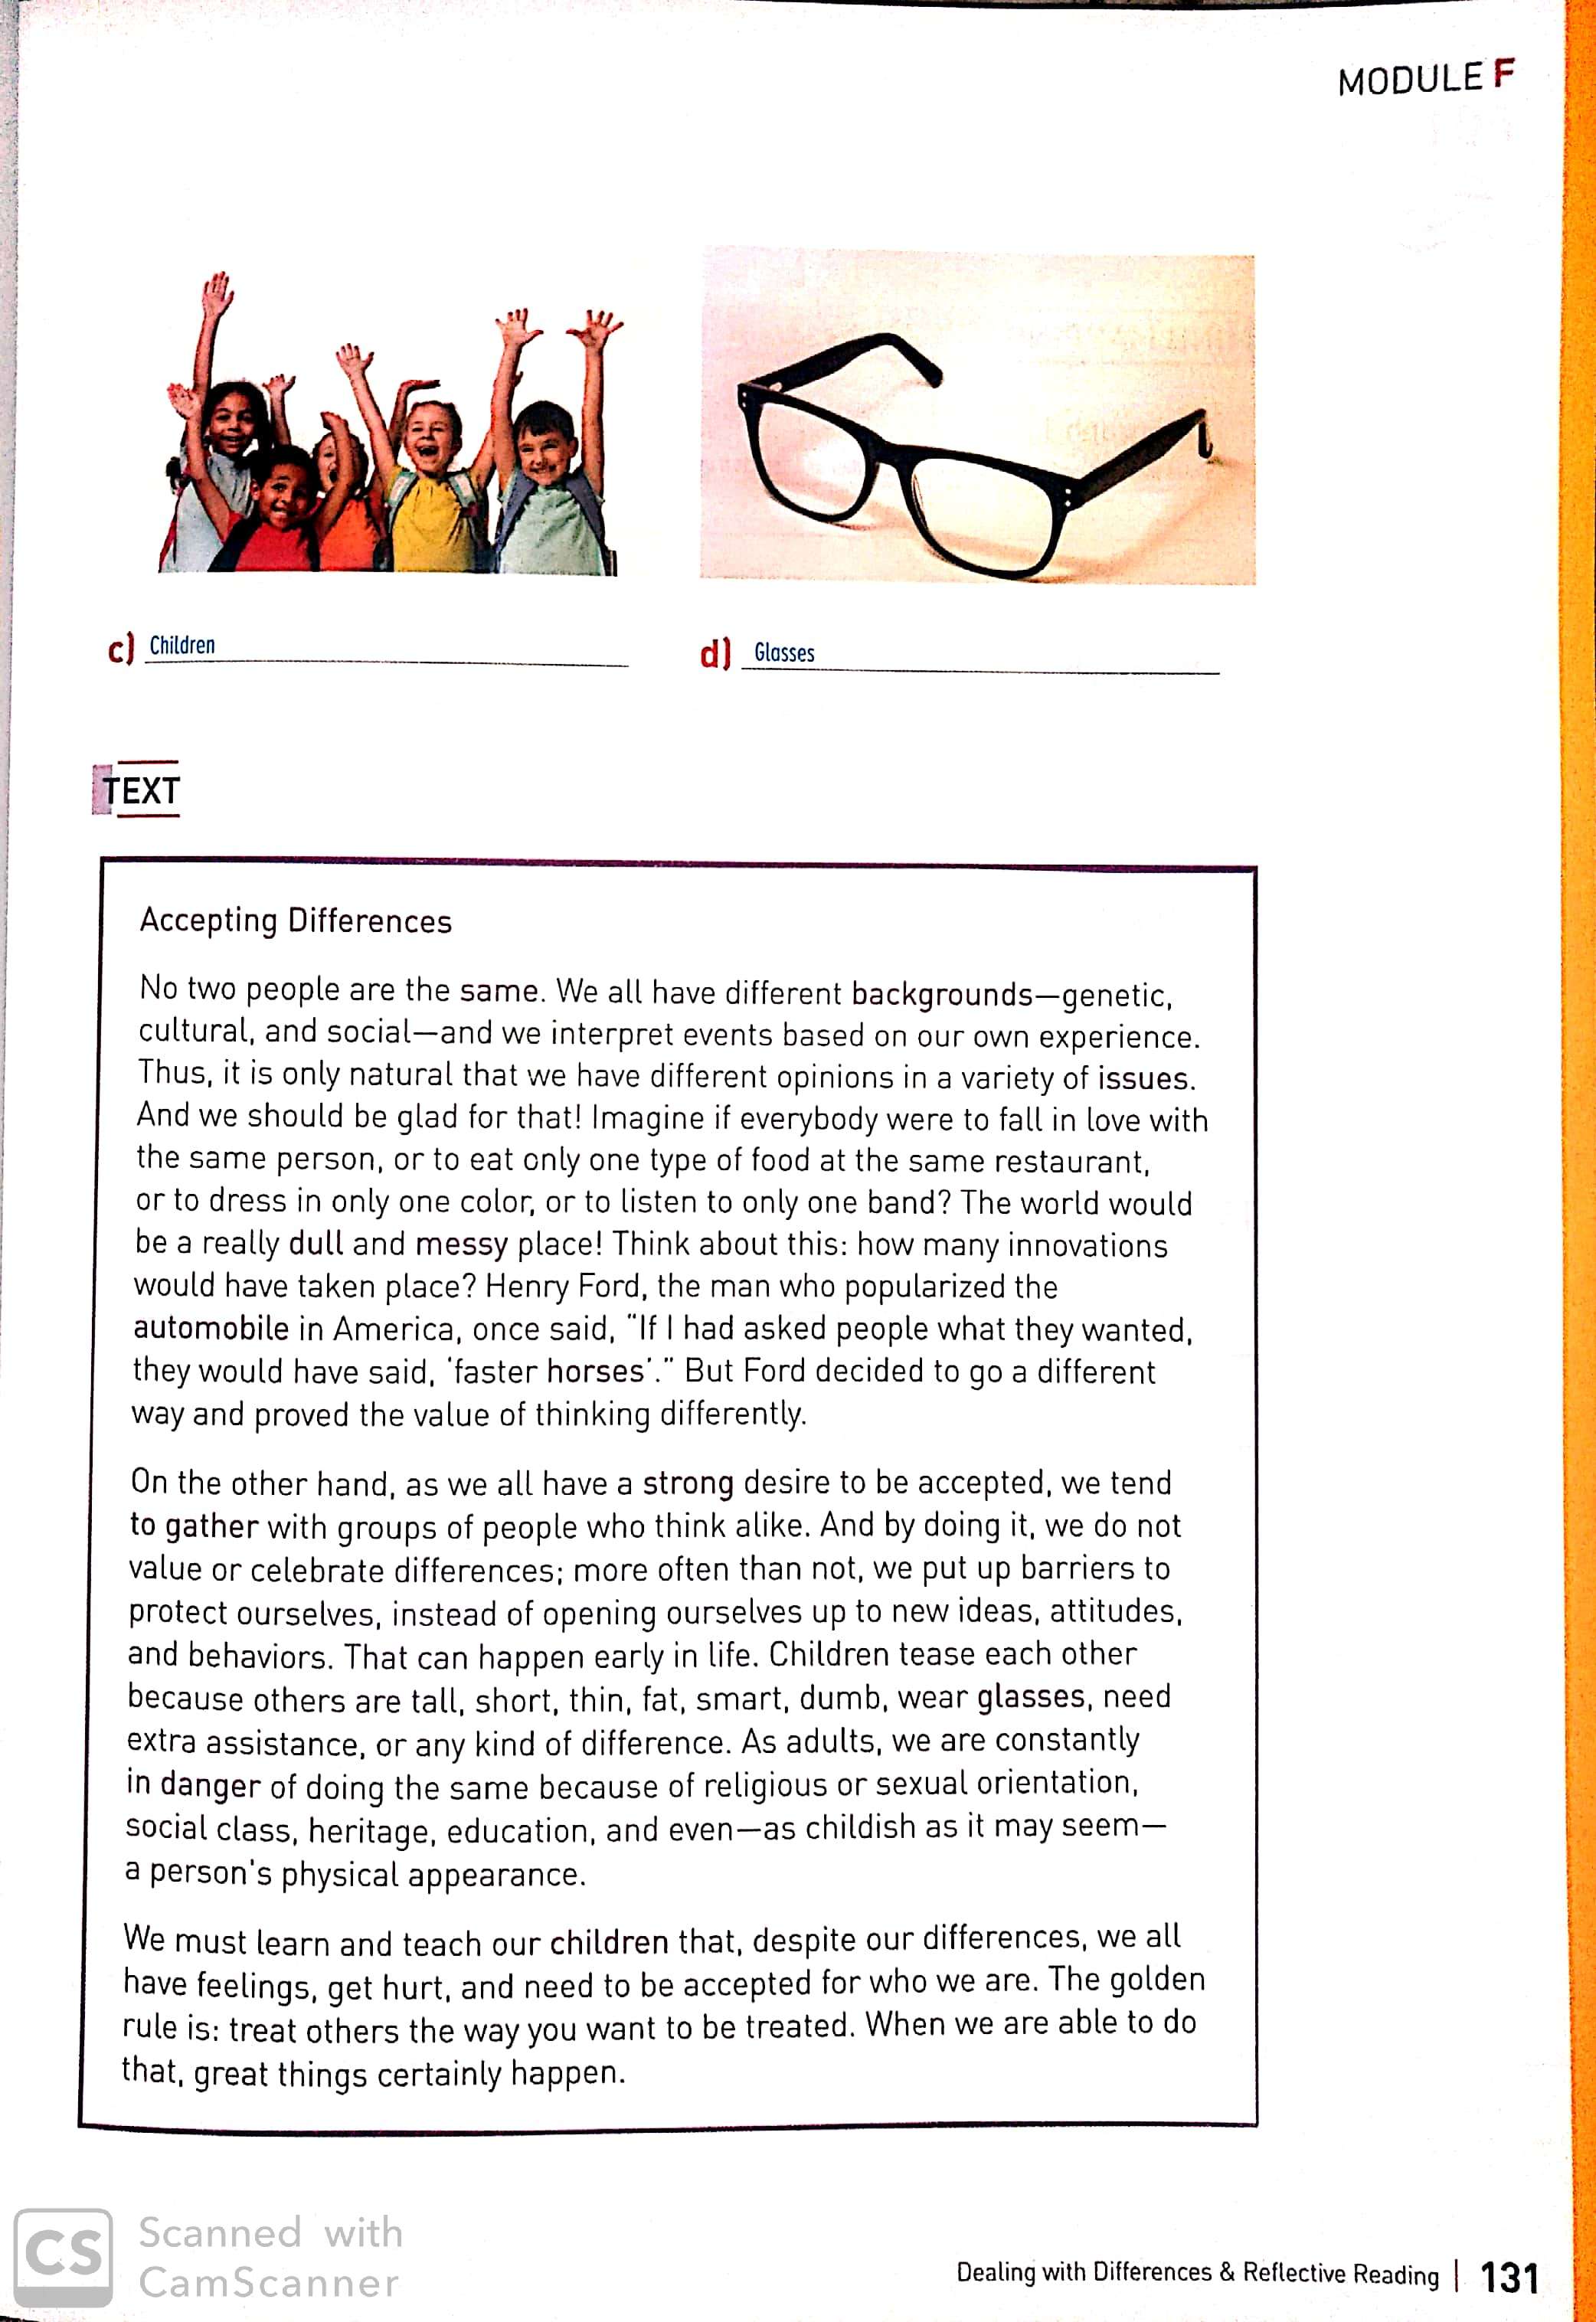 MODULE F
c) Children
d) Glasses
TEXT
Accepting Differences
No two people are the same. We all have different backgrounds—genetic,
cultural, and social—and we interpret events based on our own experience.
Thus, it is only natural that we have different opinions in a variety of issues.
And we should be glad for that! Imagine if everybody were to fall in love with
the same person, or to eat only one type of food at the same restaurant,
or to dress in only one color, or to listen to only one band? The world would
be a really dull and messy place! Think about this: how many innovations
would have taken place? Henry Ford, the man who popularized the
automobile in America, once said, "If I had asked people what they wanted,
they would have said, 'faster horses'." But Ford decided to go a different
way and proved the value of thinking differently.
On the other hand, as we all have a strong desire to be accepted, we tend
to gather with groups of people who think alike. And by doing it, we do not
value or celebrate differences; more often than not, we put up barriers to
protect ourselves, instead of opening ourselves up to new ideas, attitudes,
and behaviors. That can happen early in life. Children tease each other
because others are tall, short, thin, fat, smart, dumb, wear glasses, need
extra assistance, or any kind of difference. As adults, we are constantly
in danger of doing the same because of religious or sexual orientation,
social class, heritage, education, and even—as childish as it may seem—
a person's physical appearance.
We must learn and teach our children that, despite our differences, we all
have feelings, get hurt, and need to be accepted for who we are. The golden
rule is: treat others the way you want to be treated. When we are able to do
that, great things certainly happen.
CS Scanned with
CamScanner
Dealing with Differences & Reflective Reading | 131